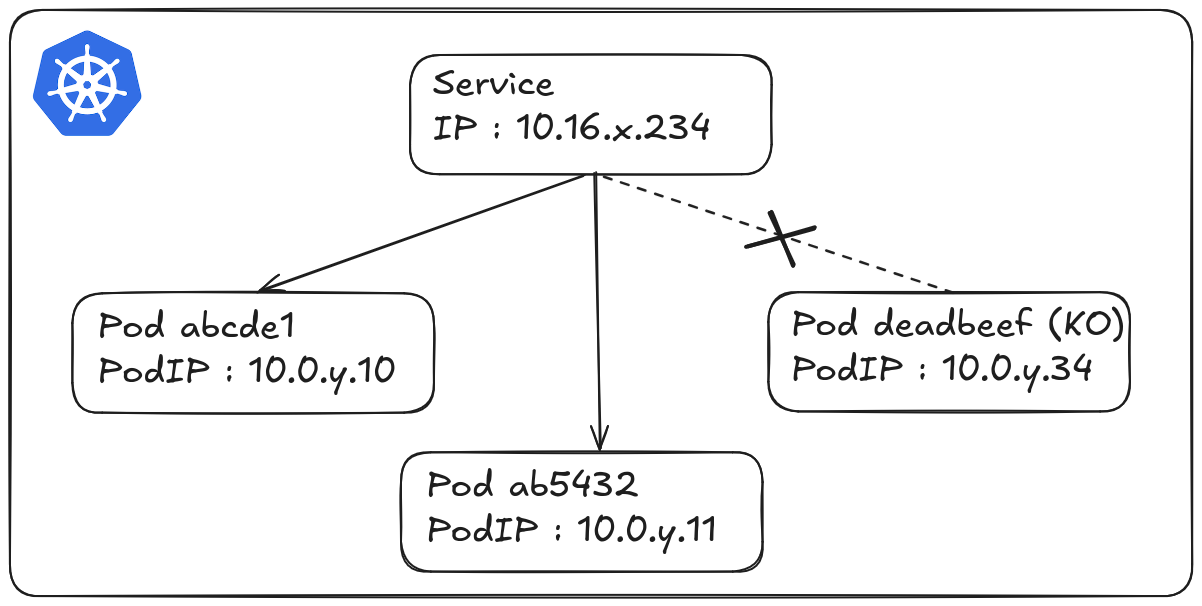 Service
IP : 10.16.x.234
Pod abcde1
PodIP : 10.0.y.10
Pod deadbeef (KO)
PodIP : 10.0.y.34
Pod ab5432
PodIP : 10.0.y.11